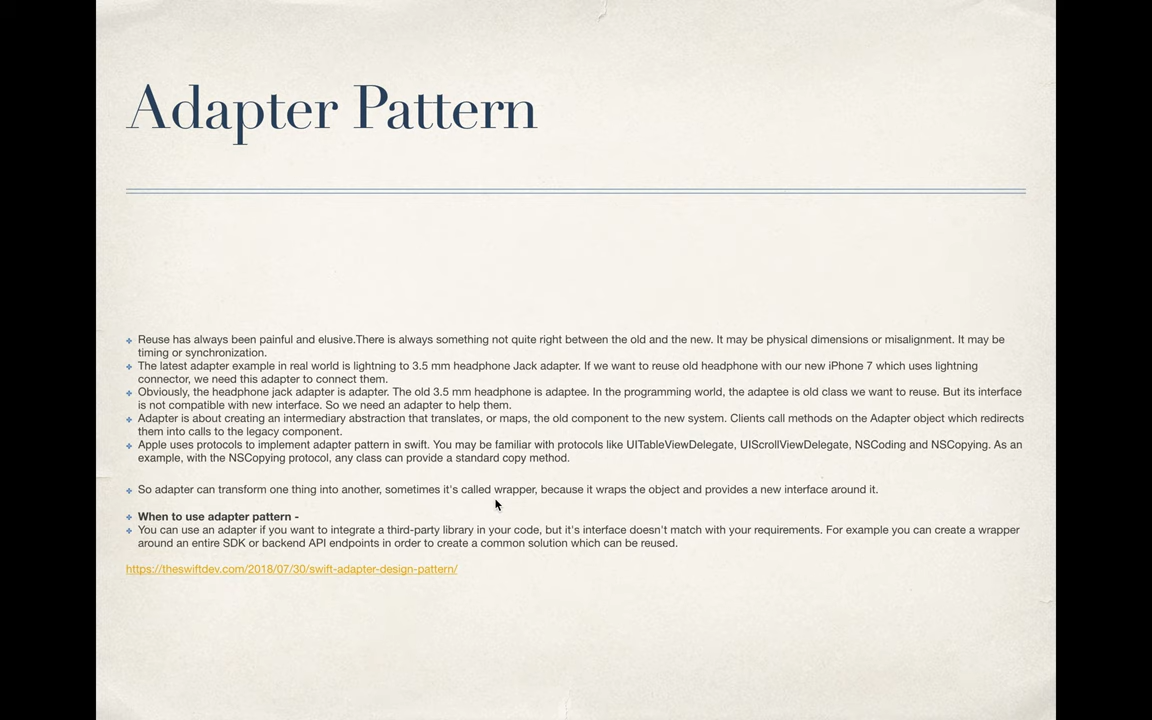 Adapter Pattern
Reuse has always been painful and elusive.There is always something not quite right between the old and the new. It may be physical dimensions or misalignment. It may be
timing or synchronization.
The latest adapter example in real world is lightning to 3.5 mm headphone Jack adapter. If we want to reuse old headphone with our new iPhone 7 which uses lightning
connector, we need this adapter to connect them.
Obviously, the headphone jack adapter is adapter. The old 3.5 mm headphone is adaptee. In the programming world, the adaptee is old class we want to reuse. But its interface
is not compatible with new interface. So we need an adapter to help them.
Adapter is about creating an intermediary abstraction that translates, or maps, the old component to the new system. Clients call methods on the Adapter object which redirects
them into calls to the legacy component.
Apple uses protocols to implement adapter pattern in swift. You may be familiar with protocols like UITableViewDelegate, UIScrollViewDelegate, NSCoding and NSCopying. As an
example, with the NSCopying protocol, any class can provide a standard copy method.
So adapter can transform one thing into another, sometimes it's called wrapper, because it wraps the object and provides a new interface around it.
When to use adapter pattern -
You can use an adapter if you want to integrate a third-party library in your code, but it's interface doesn't match with your requirements. For example you can create a wrapper
around an entire SDK or backend API endpoints in order to create a common solution which can be reused.
https://theswiftdev.com/2018/07/30/swift-adapter-design-pattern/